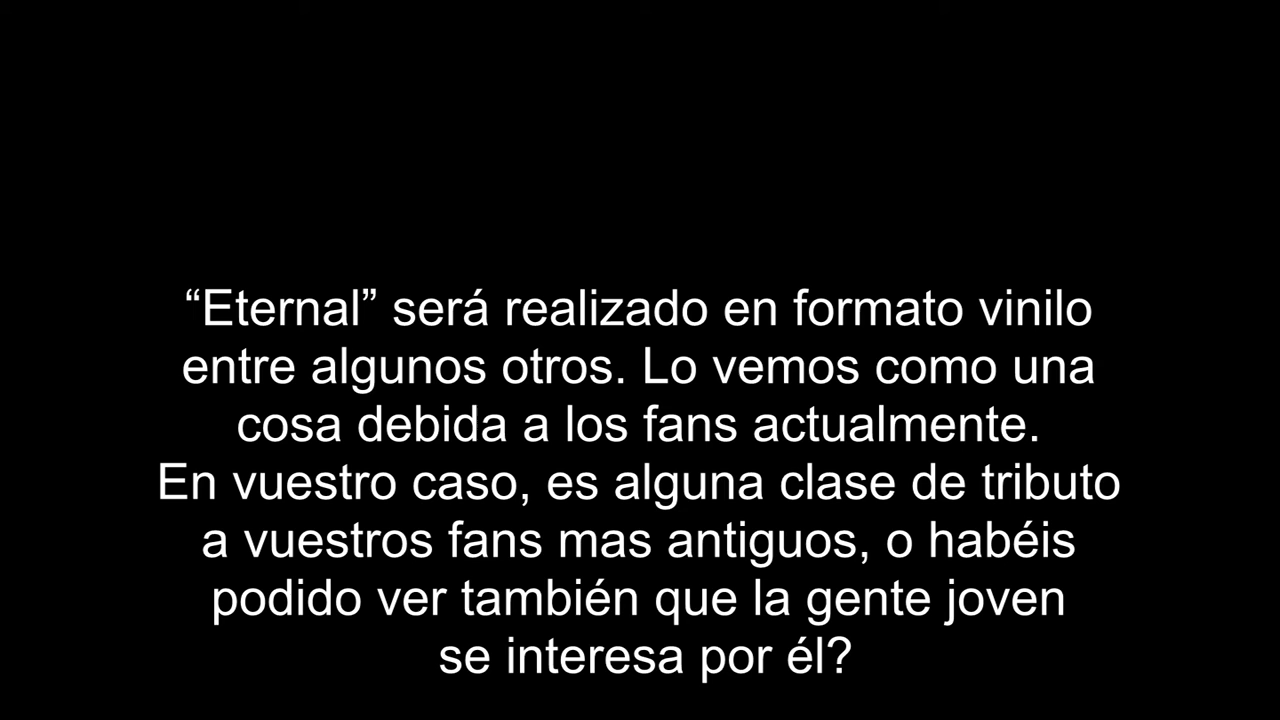 “Eternal” será realizado en formato vinilo
entre algunos otros. Lo vemos como una
cosa debida a los fans actualmente.
En vuestro caso, es alguna clase de tributo
a vuestros fans mas antiguos, o habéis
podido ver también que la gente joven
se interesa por él?